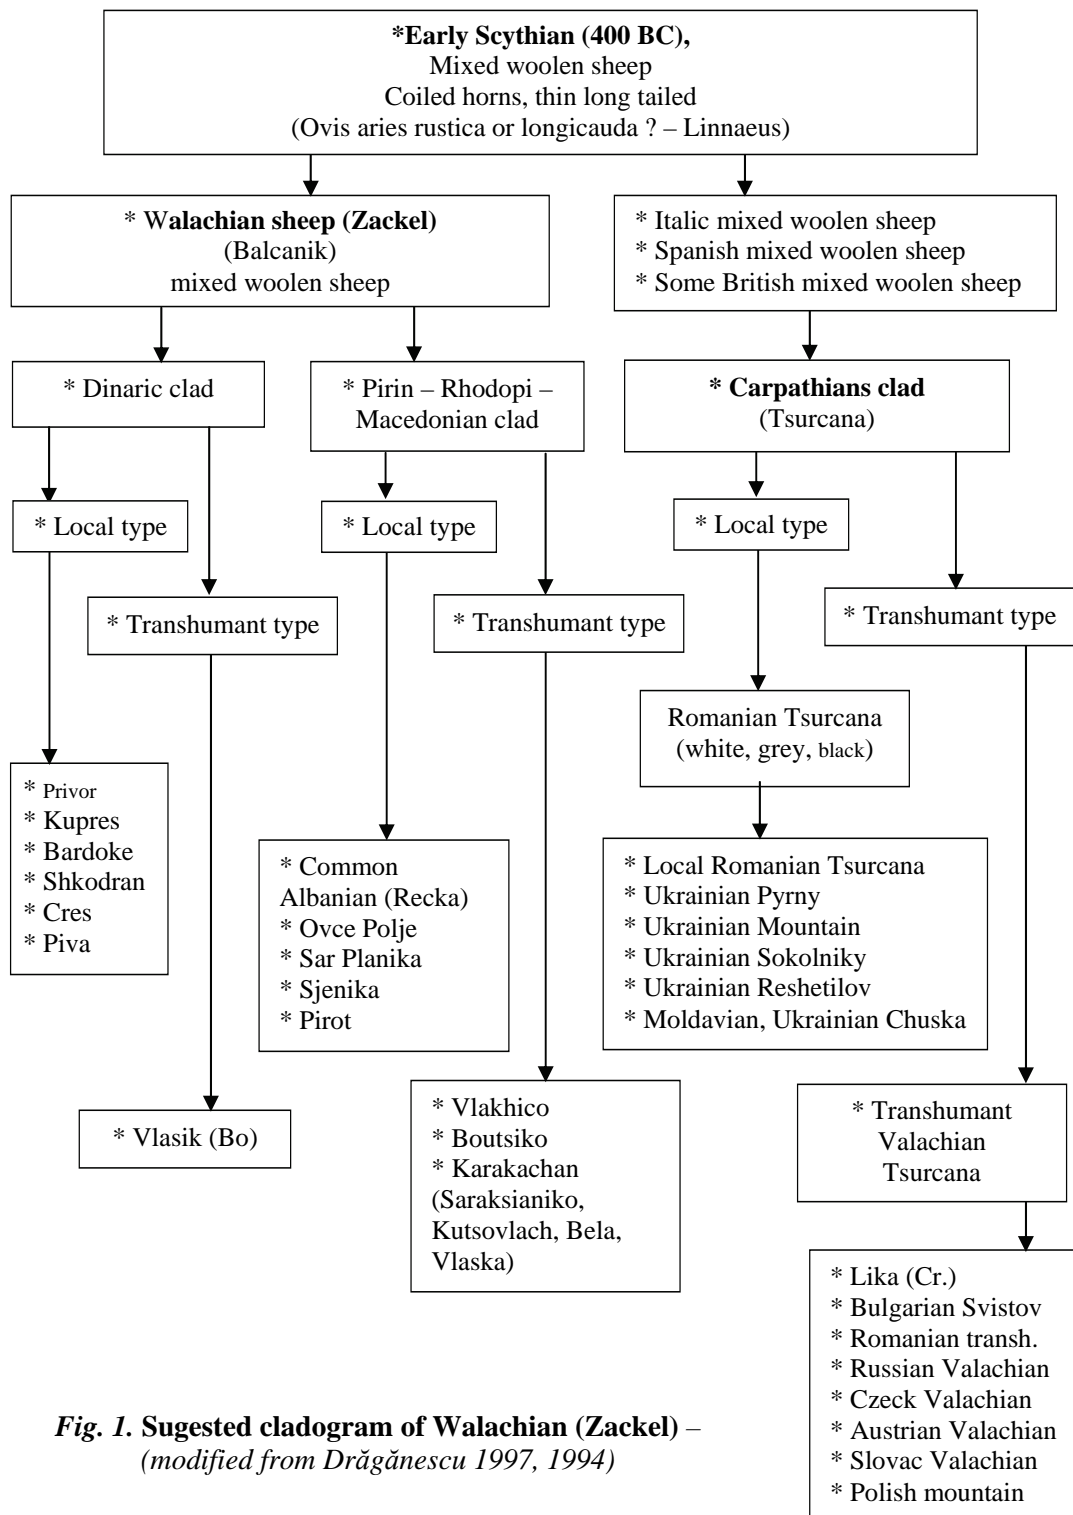 *Early Scythian (400 BC),
Mixed woolen sheep
Coiled horns, thin long tailed
(Ovis aries rustica or longicauda ? – Linnaeus)
* Walachian sheep (Zackel)
(Balcanik)
mixed woolen sheep
* Italic mixed woolen sheep
* Spanish mixed woolen sheep
* Some British mixed woolen sheep
* Dinaric clad
* Pirin – Rhodopi –
Macedonian clad
* Carpathians clad
(Tsurcana)
* Local type
* Local type
* Local type
* Transhumant type
* Transhumant type
* Transhumant type
Romanian Tsurcana
(white, grey, black)
* Privor
* Kupres
* Bardoke
* Shkodran
* Cres
* Piva
* Common
Albanian (Recka)
* Ovce Polje
* Sar Planika
* Sjenika
* Pirot
* Local Romanian Tsurcana
* Ukrainian Pyrny
* Ukrainian Mountain
* Ukrainian Sokolniky
* Ukrainian Reshetilov
* Moldavian, Ukrainian Chuska
* Vlasik (Bo)
* Vlakhico
* Boutsiko
* Karakachan
(Saraksianiko,
Kutsovlach, Bela,
Vlaska)
* Transhumant
Valachian
Tsurcana
* Lika (Cr.)
* Bulgarian Svistov
* Romanian transh.
* Russian Valachian
* Czeck Valachian
* Austrian Valachian
* Slovac Valachian
* Polish mountain
Fig. 1. Sugested cladogram of Walachian (Zackel) –
(modified from Drăgănescu 1997, 1994)